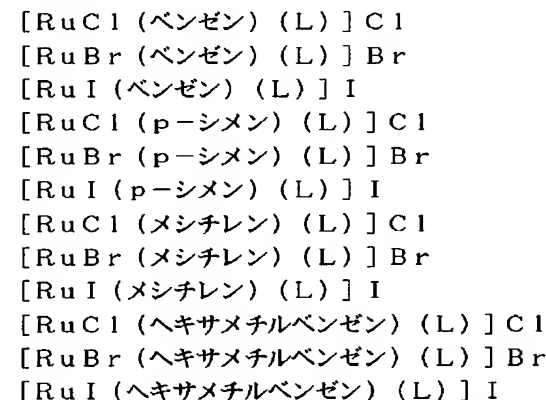 [RuCl(ベンゼン)(L)]Cl
[RuBr(ベンゼン)(L)]Br
[RuI(ベンゼン)(L)]I
[RuCl(p-シメン)(L)]Cl
[RuBr(p-シメン)(L)]Br
[RuI(p-シメン)(L)]I
[RuCl(メシチレン)(L)]Cl
[RuBr(メシチレン)(L)]Br
[RuI(メシチレン)(L)]I
[RuCl(ヘキサメチルベンゼン)(L)]Cl
[RuBr(ヘキサメチルベンゼン)(L)]Br
[RuI(ヘキサメチルベンゼン)(L)]I